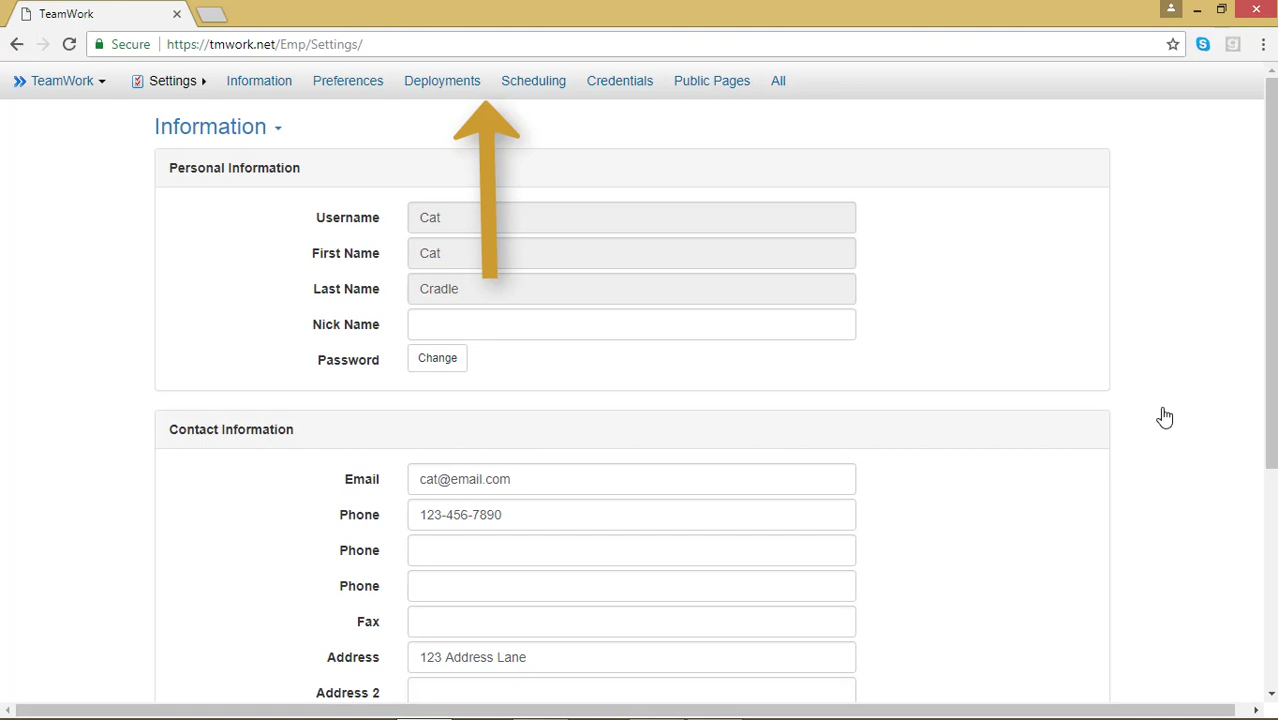 TeamWork
Secure https://tmwork.net/Emp/Settings/
TeamWork Settings Information Preferences Deployments Scheduling Credentials Public Pages All
Information
Personal Information
Username Cat
First Name Cat
Last Name Cradle
Nick Name
Password Change
Contact Information
Email cat@email.com
Phone 123-456-7890
Phone
Phone
Fax
Address 123 Address Lane
Address 2